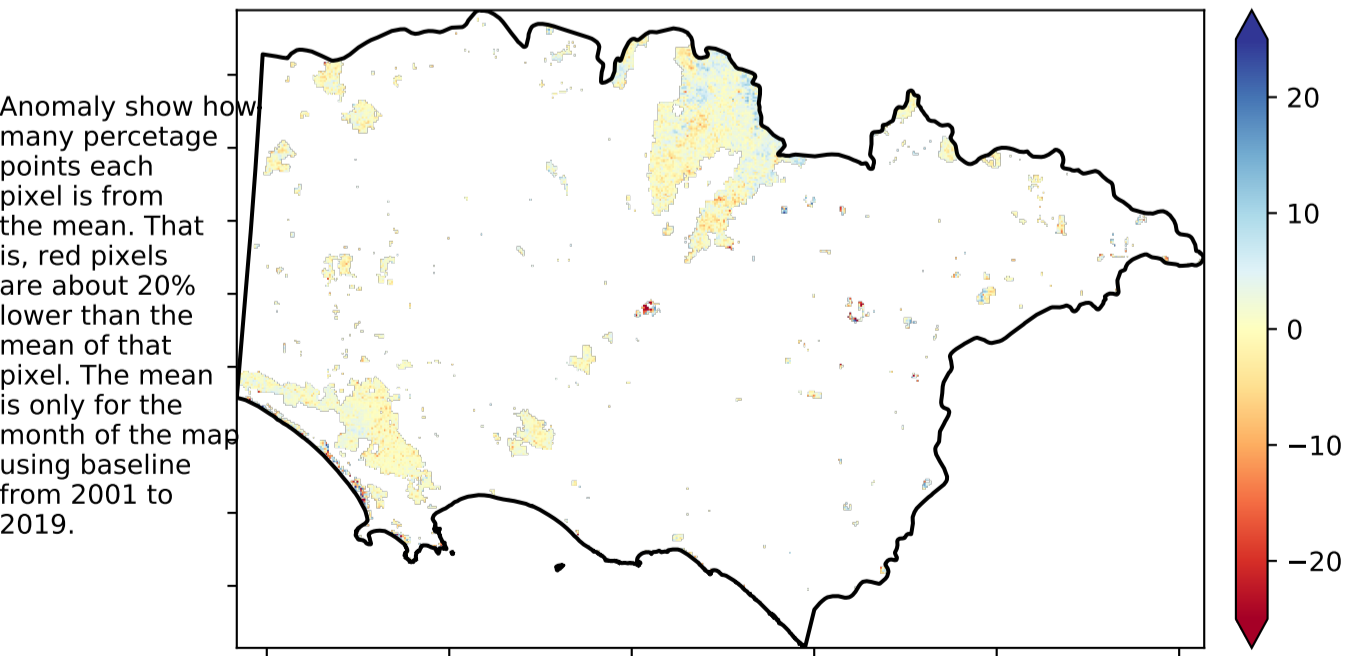 Anomaly show how
many percetage
points each
pixel is from
the mean. That
is, red pixels
are about 20%
lower than the
mean of that
pixel. The mean
is only for the
month of the map
using baseline
from 2001 to
2019.
20
10
0
−10
−20